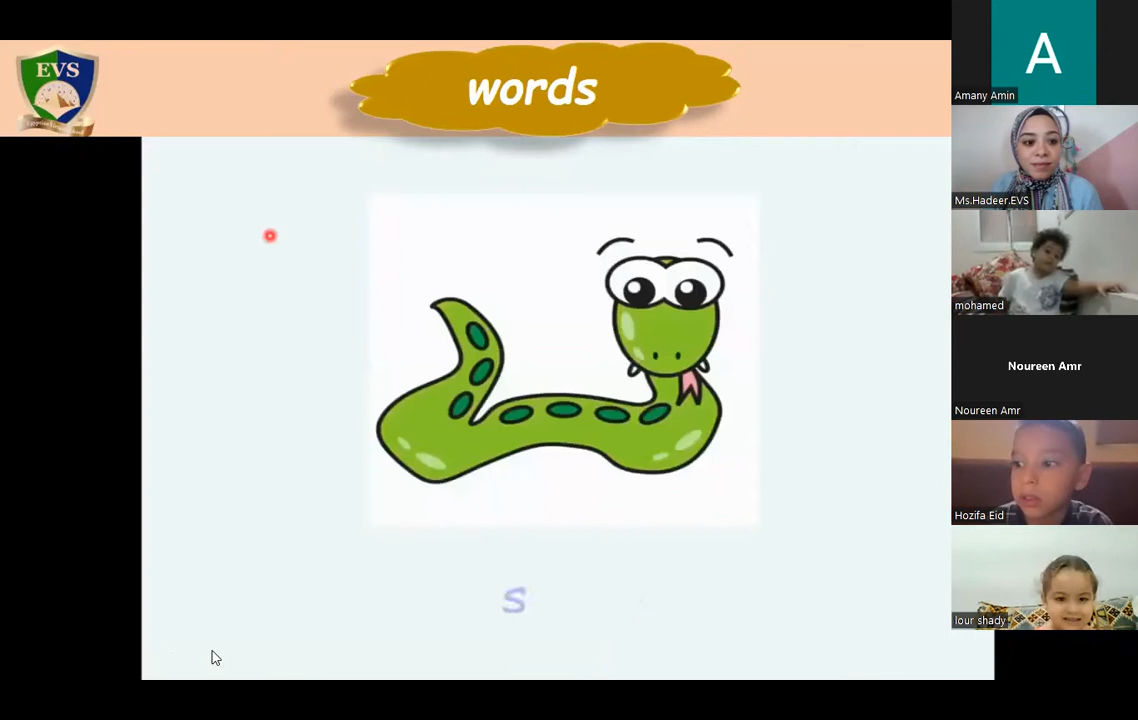 EVS
words
s
A
Amany Amin
Ms.Hadeer.EVS
mohamed
Noureen Amr
Noureen Amr
Hozifa Eid
lour shady